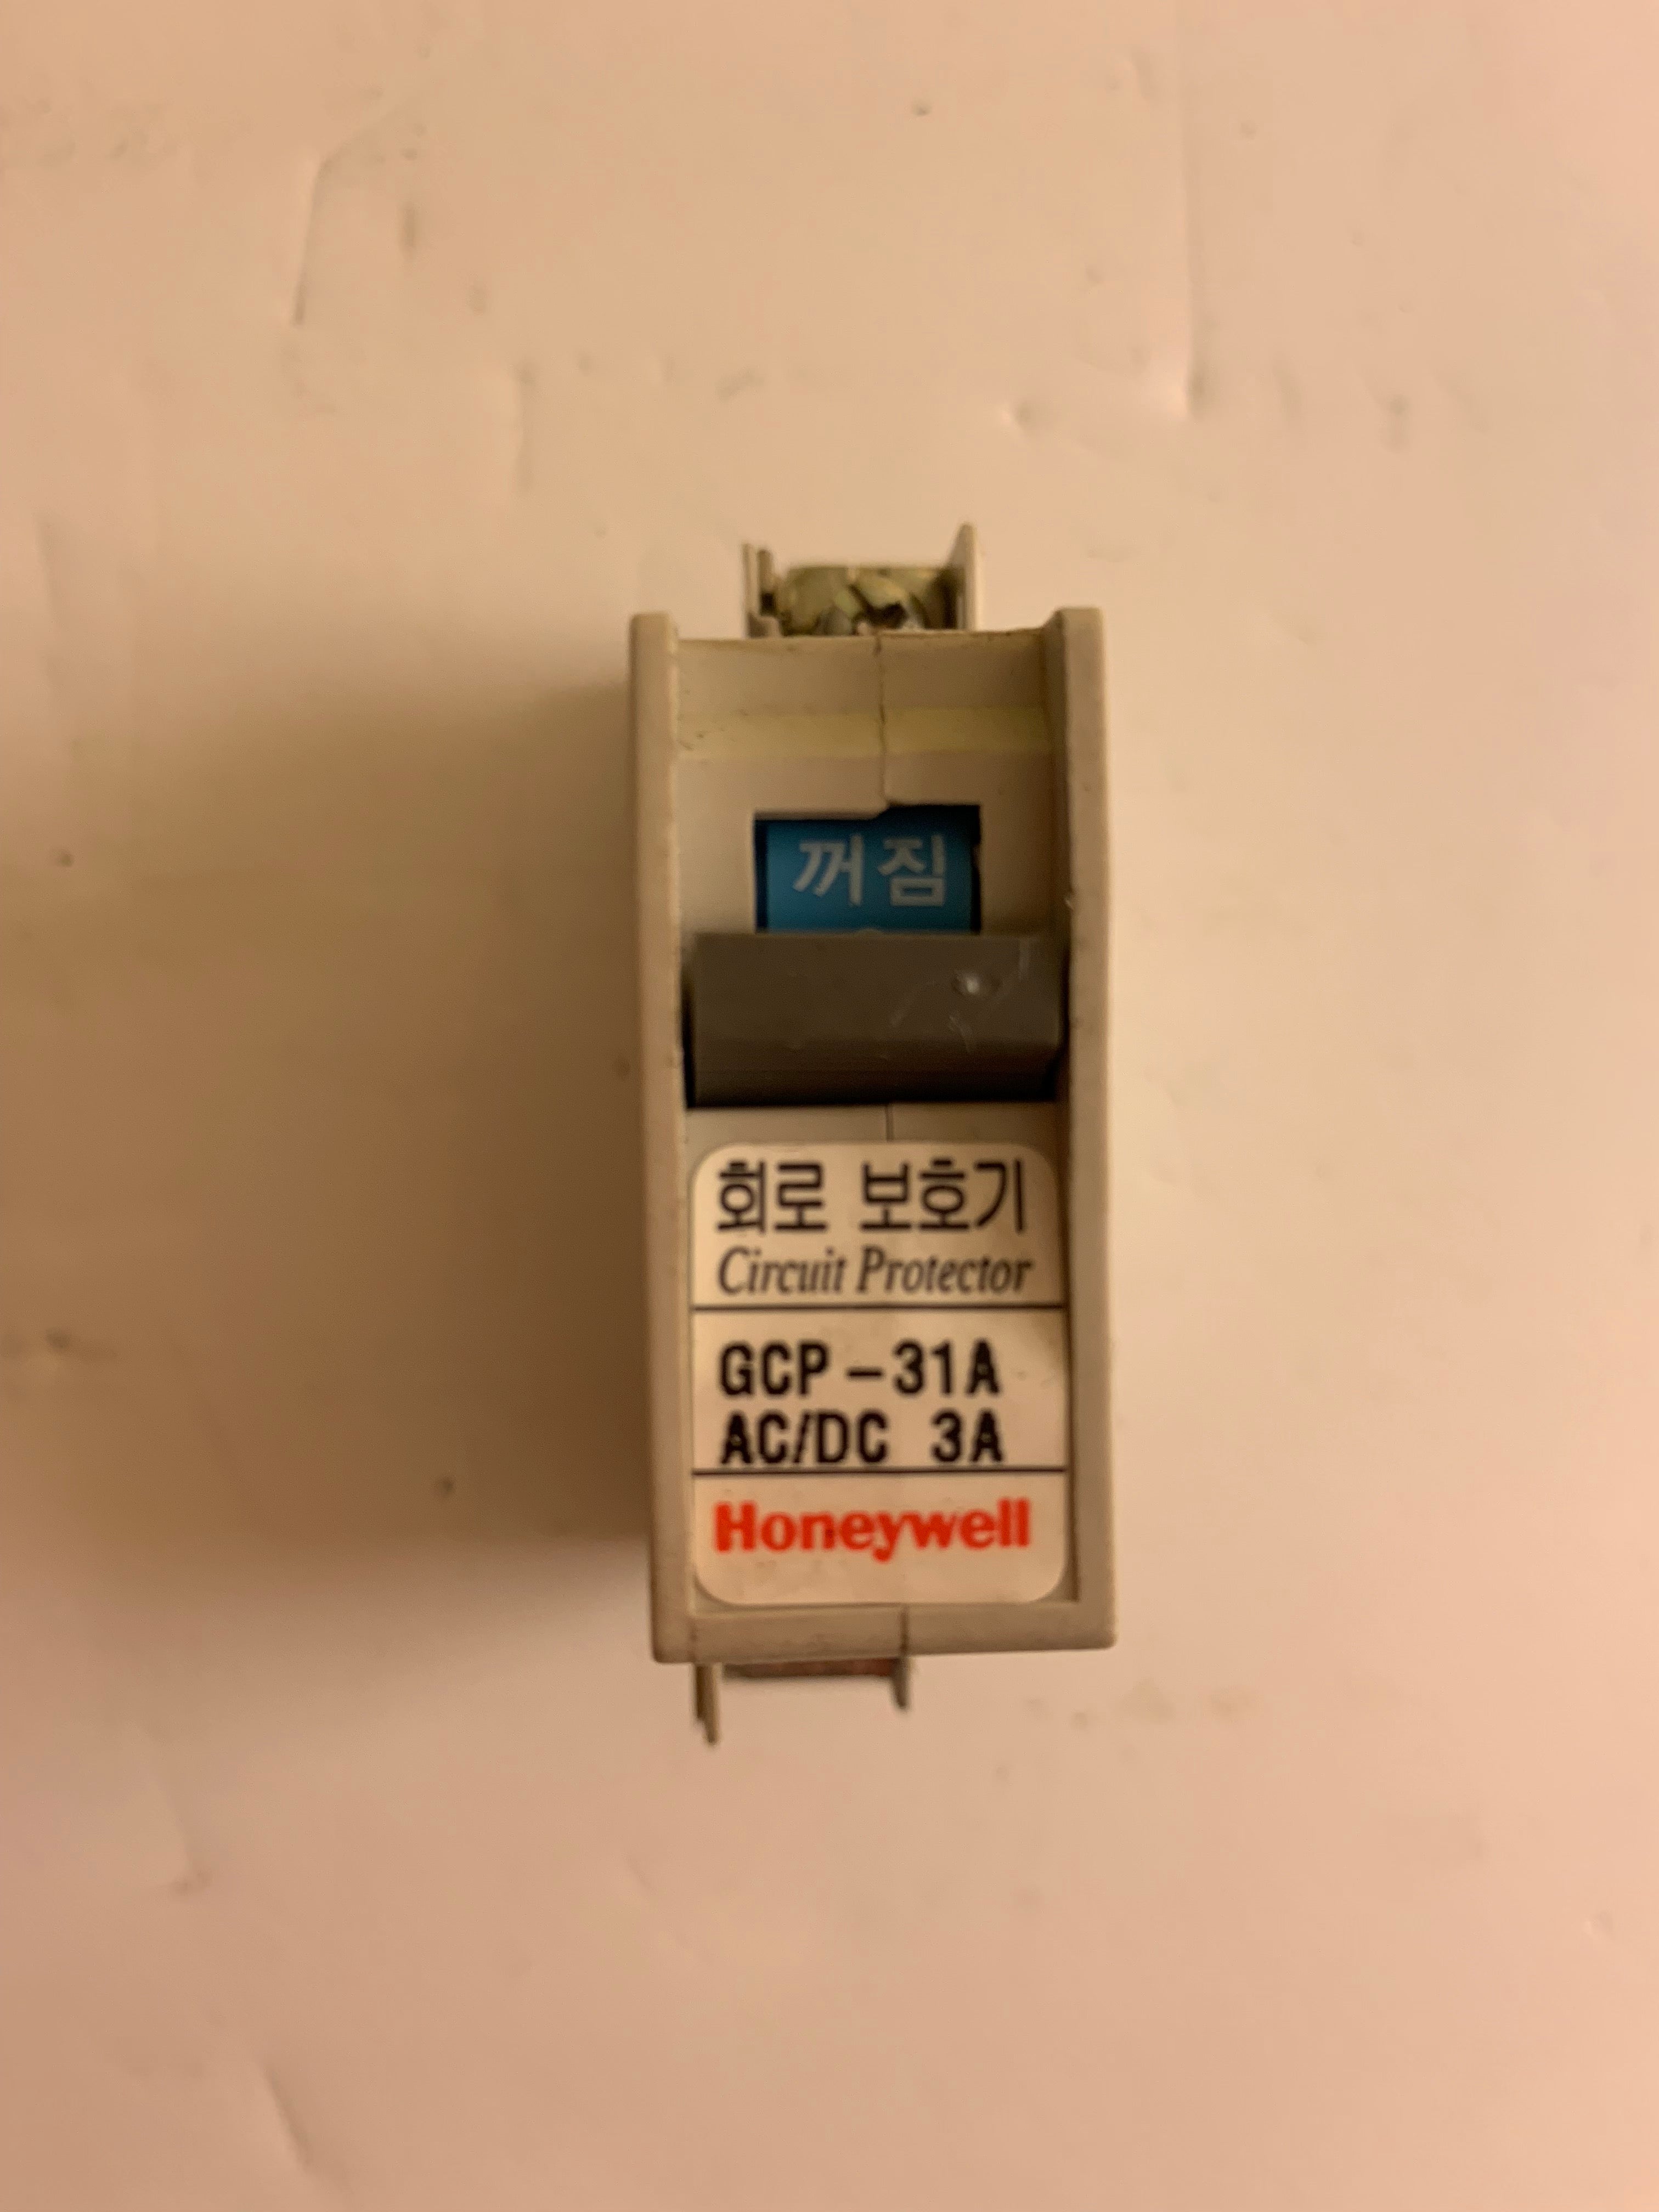 꺼짐
회로 보호기
Circuit Protector
GCP-31A
AC/DC 3A
Honeywell